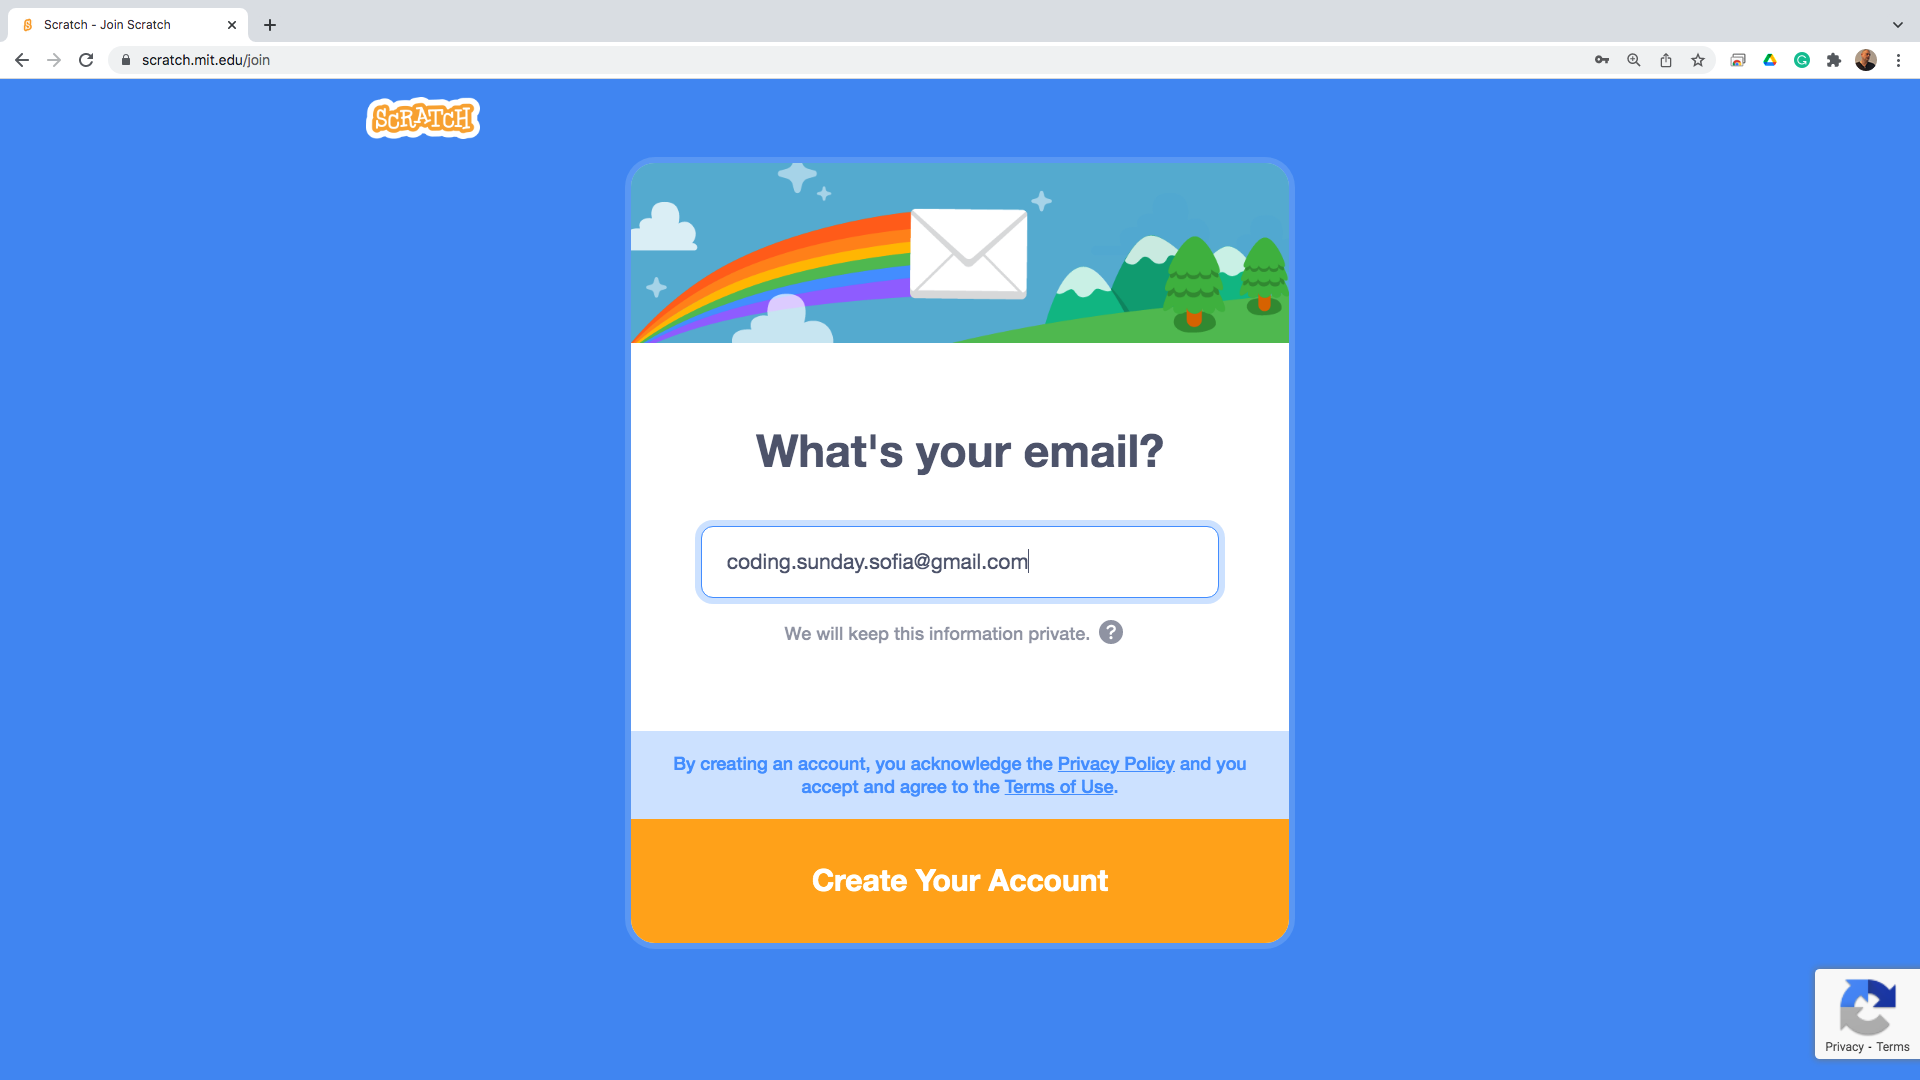 Scratch - Join Scratch
scratch.mit.edu/join
SCRATCH
What's your email?
coding.sunday.sofia@gmail.com
We will keep this information private. ?
By creating an account, you acknowledge the Privacy Policy and you
accept and agree to the Terms of Use.
Create Your Account
Privacy - Terms